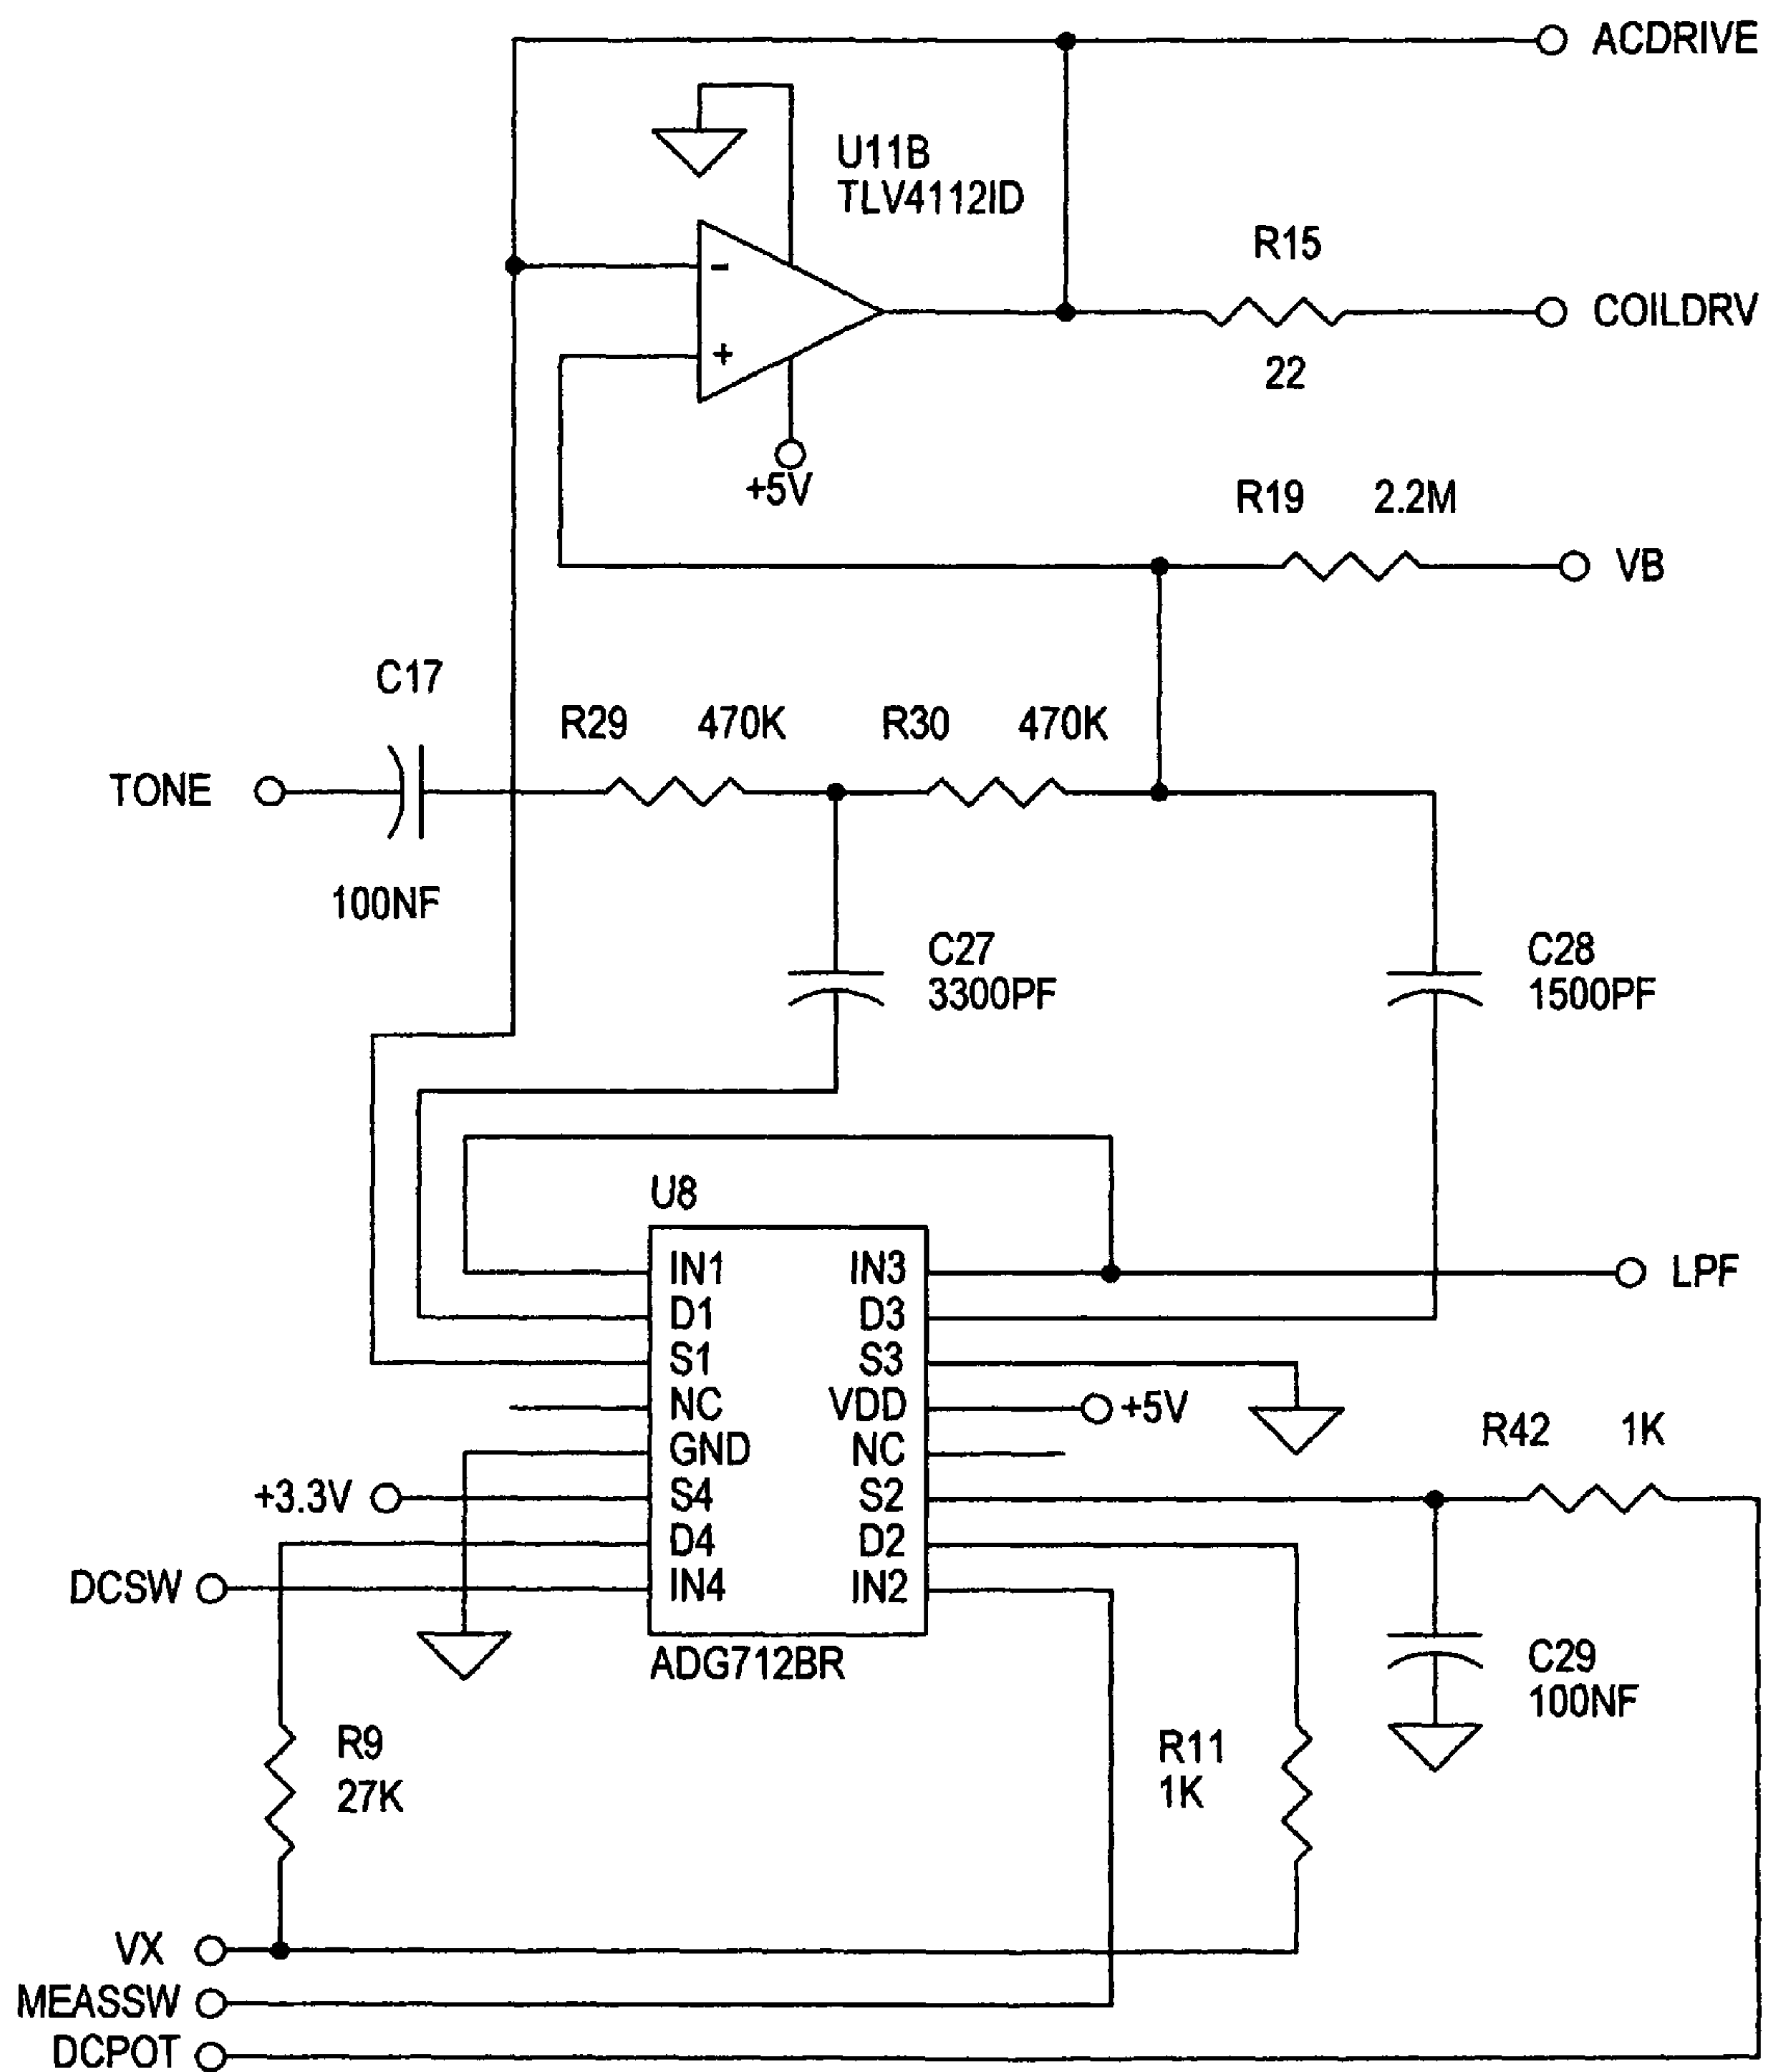 ACDRIVE
U11B
TLV4112ID
-
+
+5V
R15
22
COILDRV
R19 2.2M
VB
C17
100NF
TONE
R29 470K
R30 470K
C27
3300PF
C28
1500PF
U8
IN1 IN3
D1 D3
S1 S3
NC VDD
GND NC
S4 S2
D4 D2
IN4 IN2
ADG712BR
LPF
+5V
+3.3V
DCSW
R42 1K
C29
100NF
R9
27K
R11
1K
VX
MEASSW
DCPOT